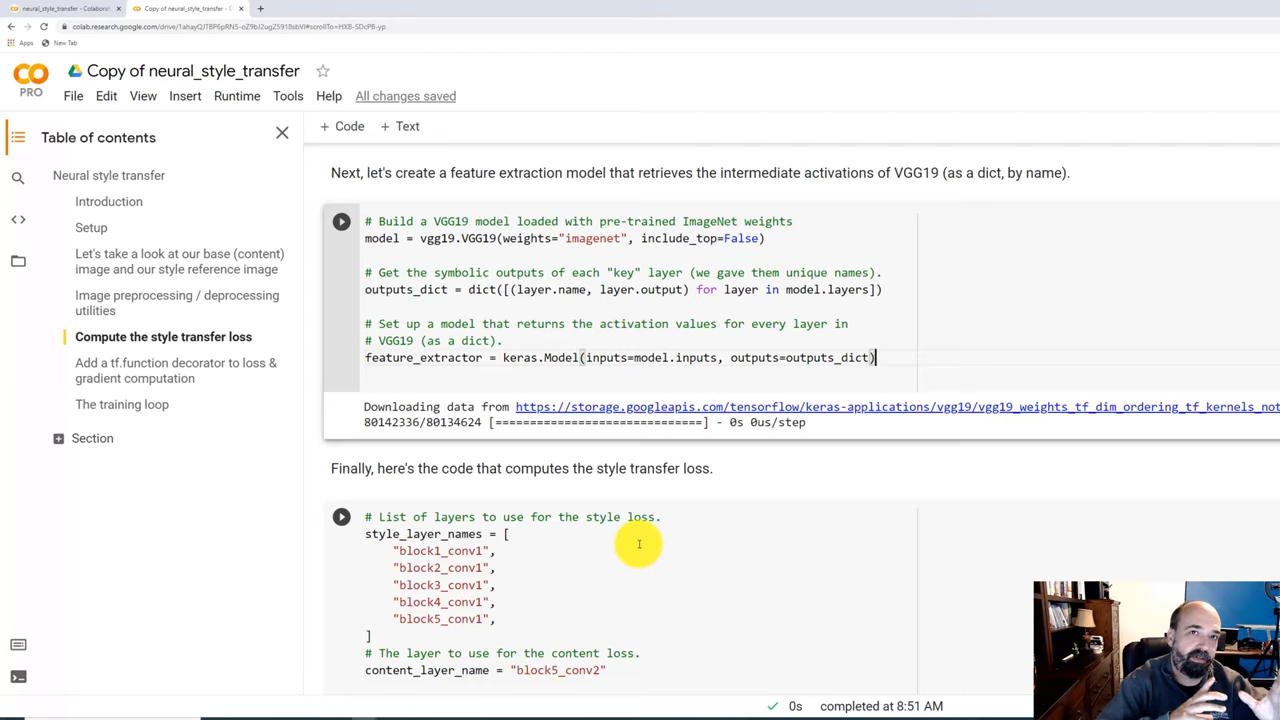 neural_style_transfer - Colaborat
Copy of neural_style_transfer - C
colab.research.google.com/drive/
Apps
New Tab
CO
PRO
Copy of neural_style_transfer
File Edit View Insert Runtime Tools Help All changes saved
Table of contents
Neural style transfer
Introduction
Setup
Let's take a look at our base (content)
image and our style reference image
Image preprocessing / deprocessing
utilities
Compute the style transfer loss
Add a tf.function decorator to loss &
gradient computation
The training loop
Section
+ Code + Text
Next, let's create a feature extraction model that retrieves the intermediate activations of VGG19 (as a dict, by name).
# Build a VGG19 model loaded with pre-trained ImageNet weights
model = vgg19.VGG19(weights="imagenet", include_top=False)
# Get the symbolic outputs of each "key" layer (we gave them unique names).
outputs_dict = dict([(layer.name, layer.output) for layer in model.layers])
# Set up a model that returns the activation values for every layer in
# VGG19 (as a dict).
feature_extractor = keras.Model(inputs=model.inputs, outputs=outputs_dict)
Downloading data from https://storage.googleapis.com/tensorflow/keras-applications/vgg19/vgg19_weights_tf_dim_ordering_tf_kernels_not
80142336/80134624 [==============================] - 0s 0us/step
Finally, here's the code that computes the style transfer loss.
# List of layers to use for the style loss.
style_layer_names = [
"block1_conv1",
"block2_conv1",
"block3_conv1",
"block4_conv1",
"block5_conv1",
]
# The layer to use for the content loss.
content_layer_name = "block5_conv2"
0s completed at 8:51 AM